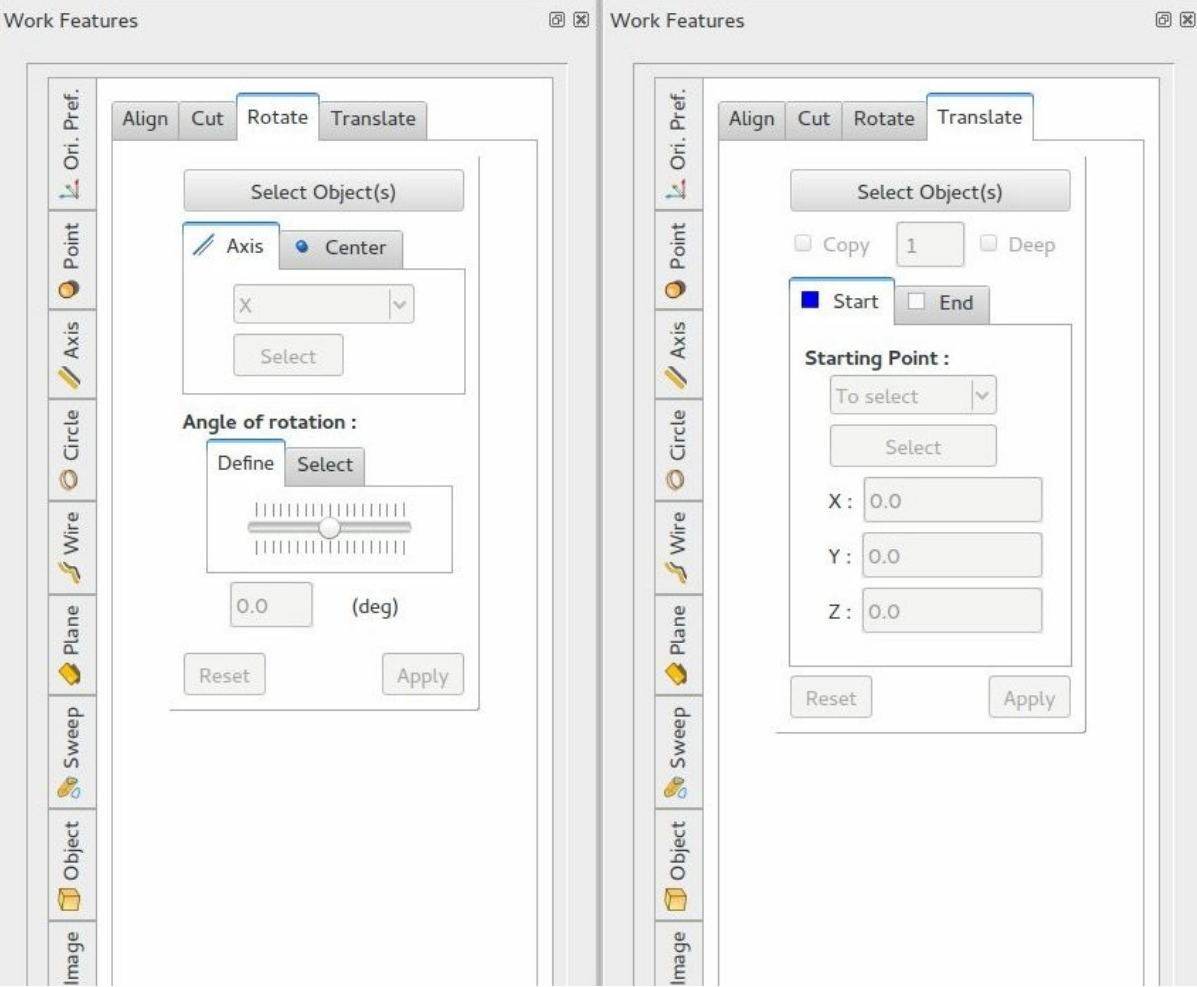 Work Features
Align Cut Rotate Translate
Select Object(s)
Axis Center
X
Select
Angle of rotation :
Define Select
0.0 (deg)
Reset Apply
Ori. Pref.
Point
Axis
Circle
Wire
Plane
Sweep
Object
Image
Work Features
Align Cut Rotate Translate
Select Object(s)
Copy 1 Deep
Start End
Starting Point :
To select
Select
X : 0.0
Y : 0.0
Z : 0.0
Reset Apply
Ori. Pref.
Point
Axis
Circle
Wire
Plane
Sweep
Object
Image